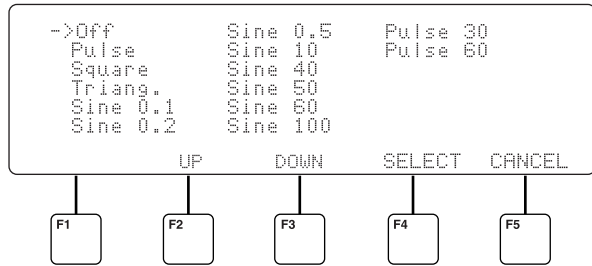 ->Off Sine 0.5 Pulse 30
Pulse Sine 10 Pulse 60
Square Sine 40
Triang. Sine 50
Sine 0.1 Sine 60
Sine 0.2 Sine 100
UP DOWN SELECT CANCEL
F1 F2 F3 F4 F5